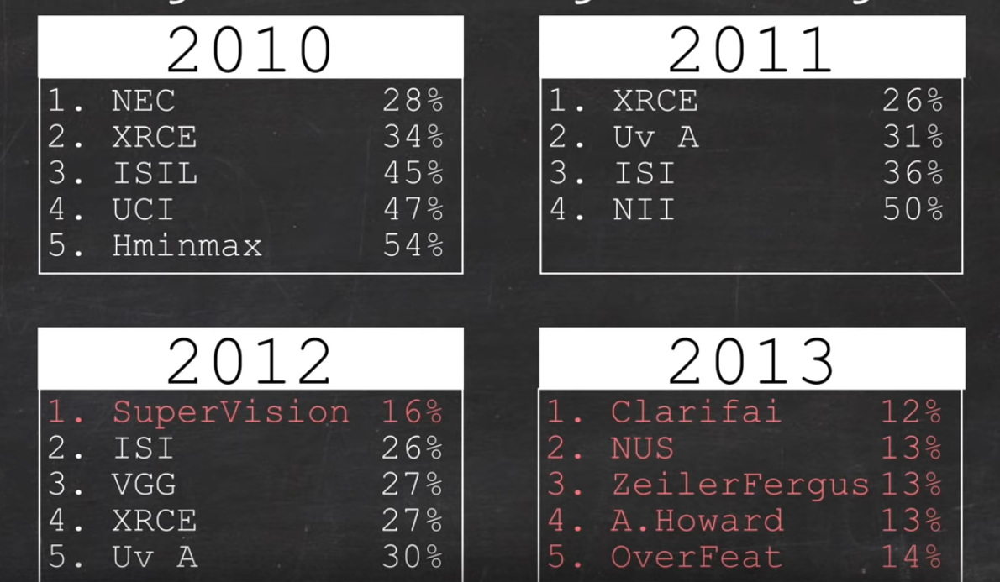 2010
1. NEC 28%
2. XRCE 34%
3. ISIL 45%
4. UCI 47%
5. Hminmax 54%
2011
1. XRCE 26%
2. Uv A 31%
3. ISI 36%
4. NII 50%
2012
1. SuperVision 16%
2. ISI 26%
3. VGG 27%
4. XRCE 27%
5. Uv A 30%
2013
1. Clarifai 12%
2. NUS 13%
3. ZeilerFergus 13%
4. A.Howard 13%
5. OverFeat 14%